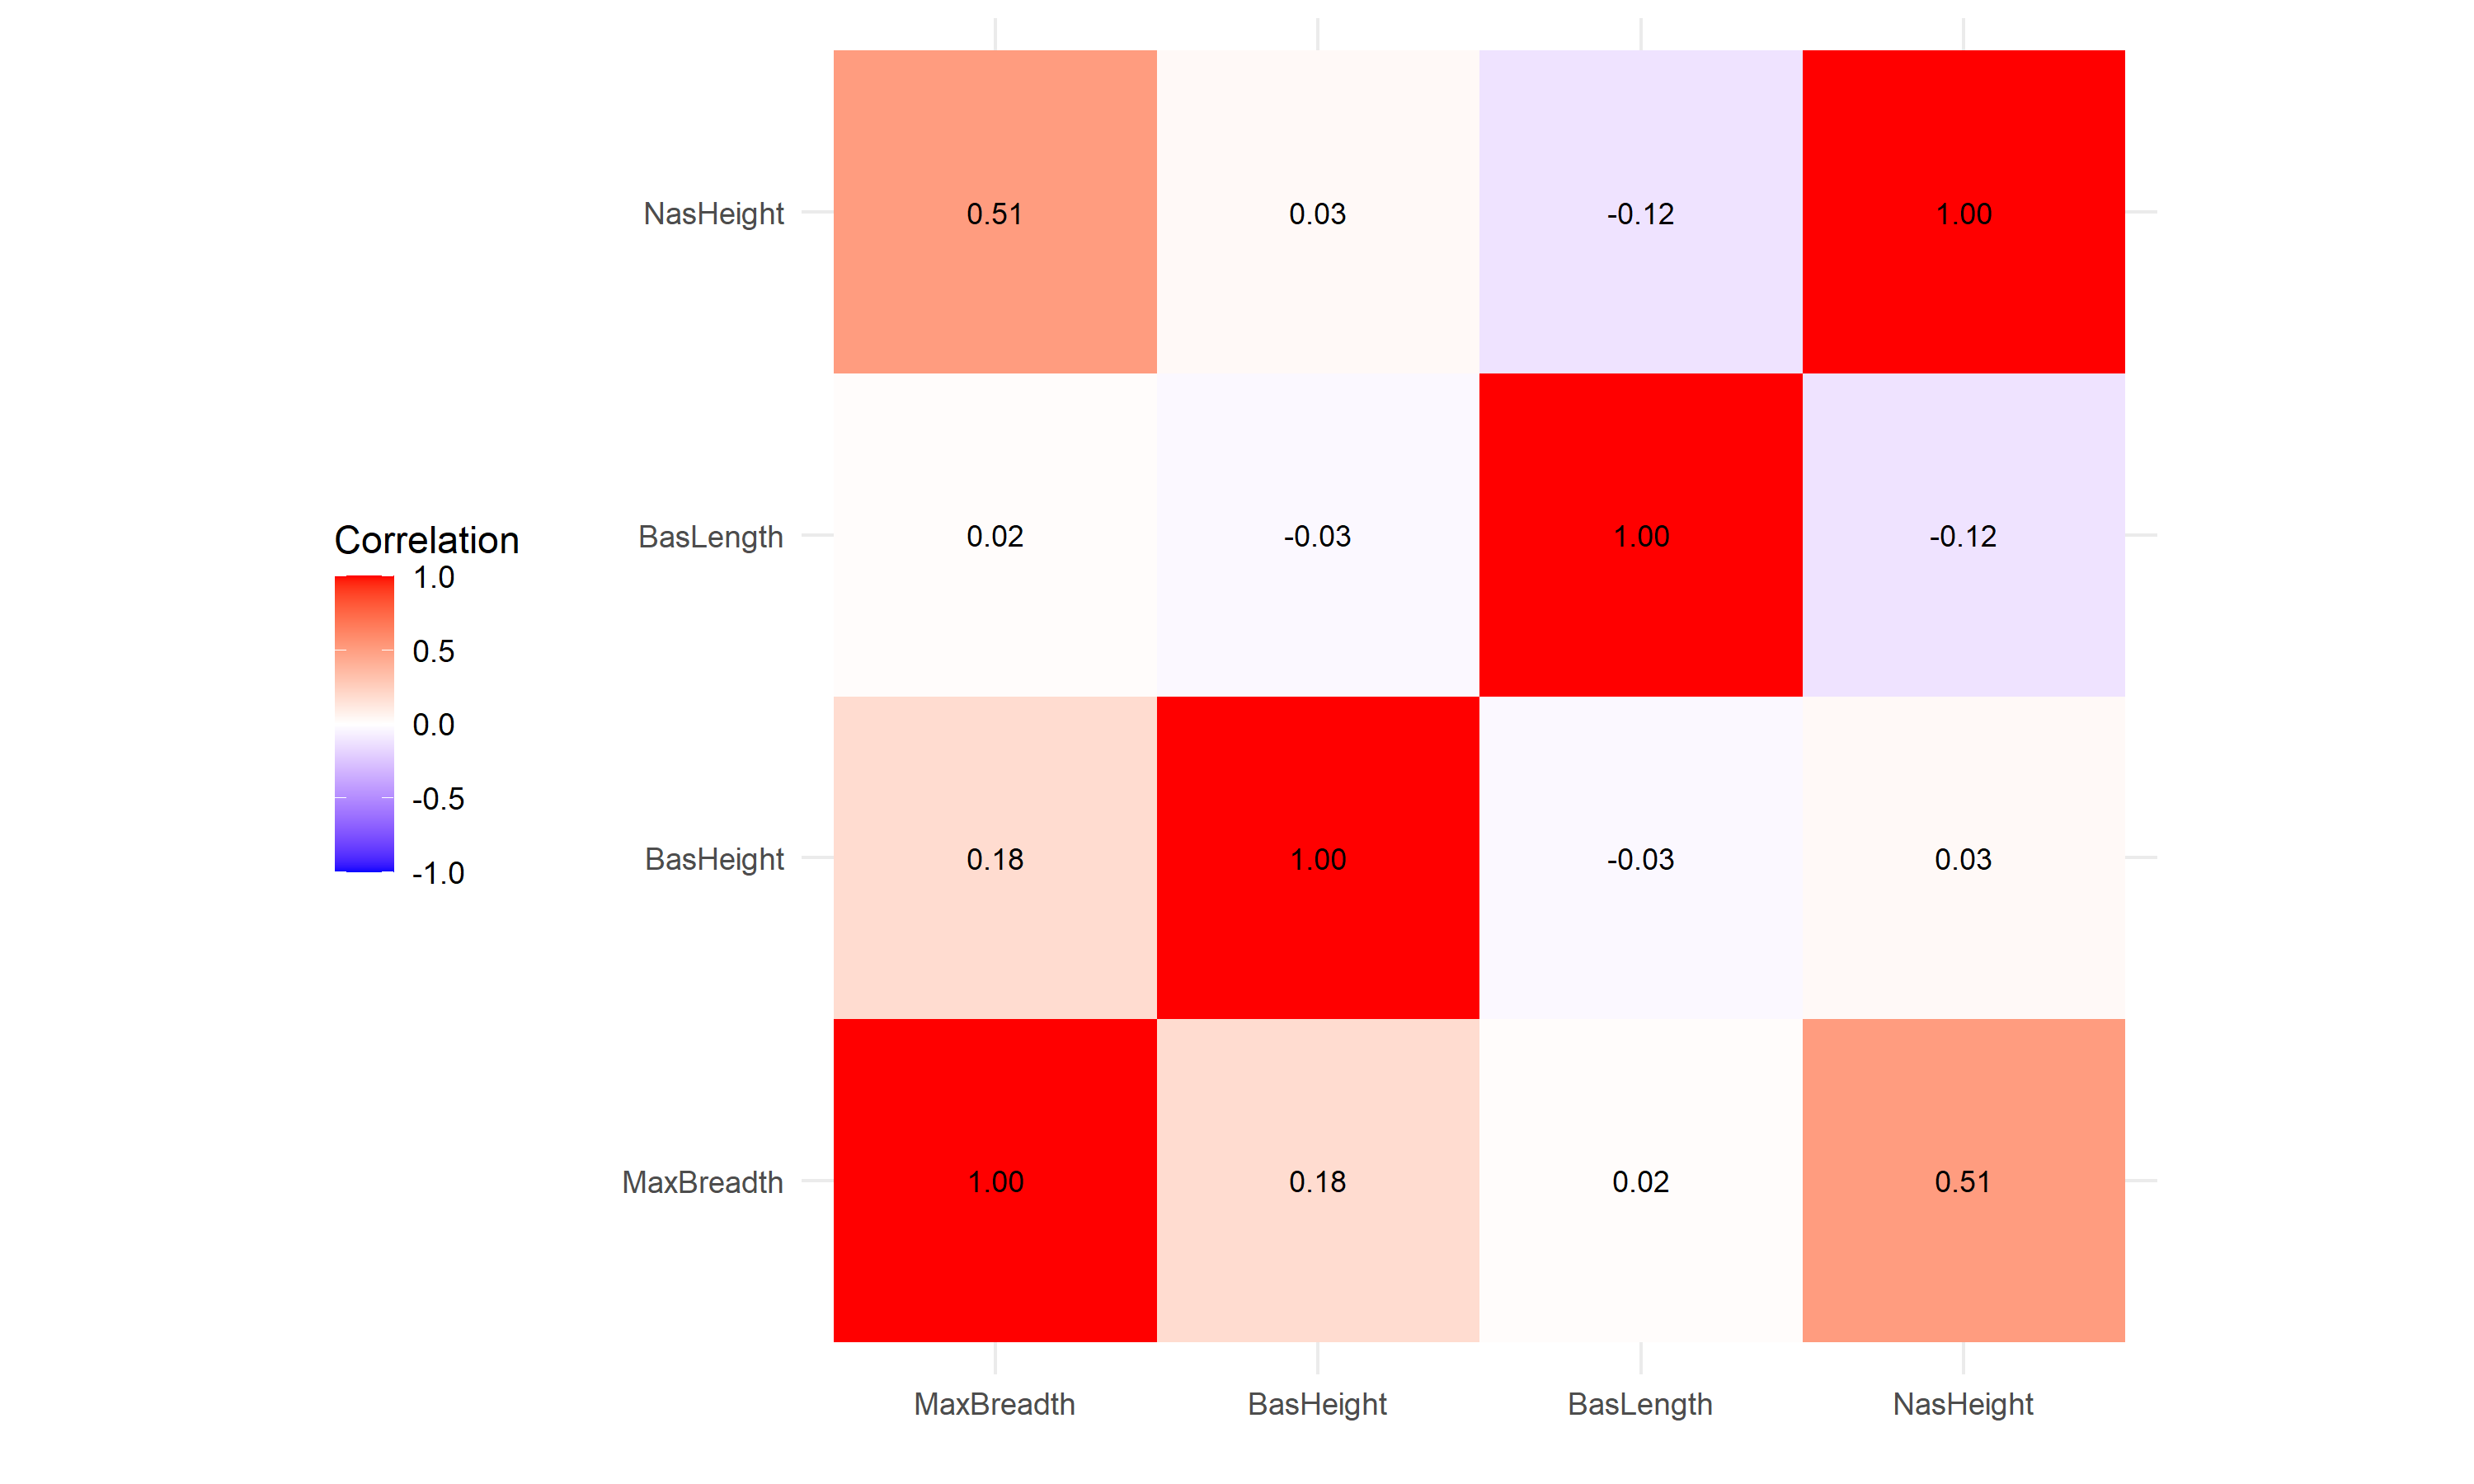 NasHeight 0.51 0.03 -0.12 1.00
BasLength 0.02 -0.03 1.00 -0.12
BasHeight 0.18 1.00 -0.03 0.03
MaxBreadth 1.00 0.18 0.02 0.51
MaxBreadth BasHeight BasLength NasHeight
Correlation
1.0
0.5
0.0
-0.5
-1.0